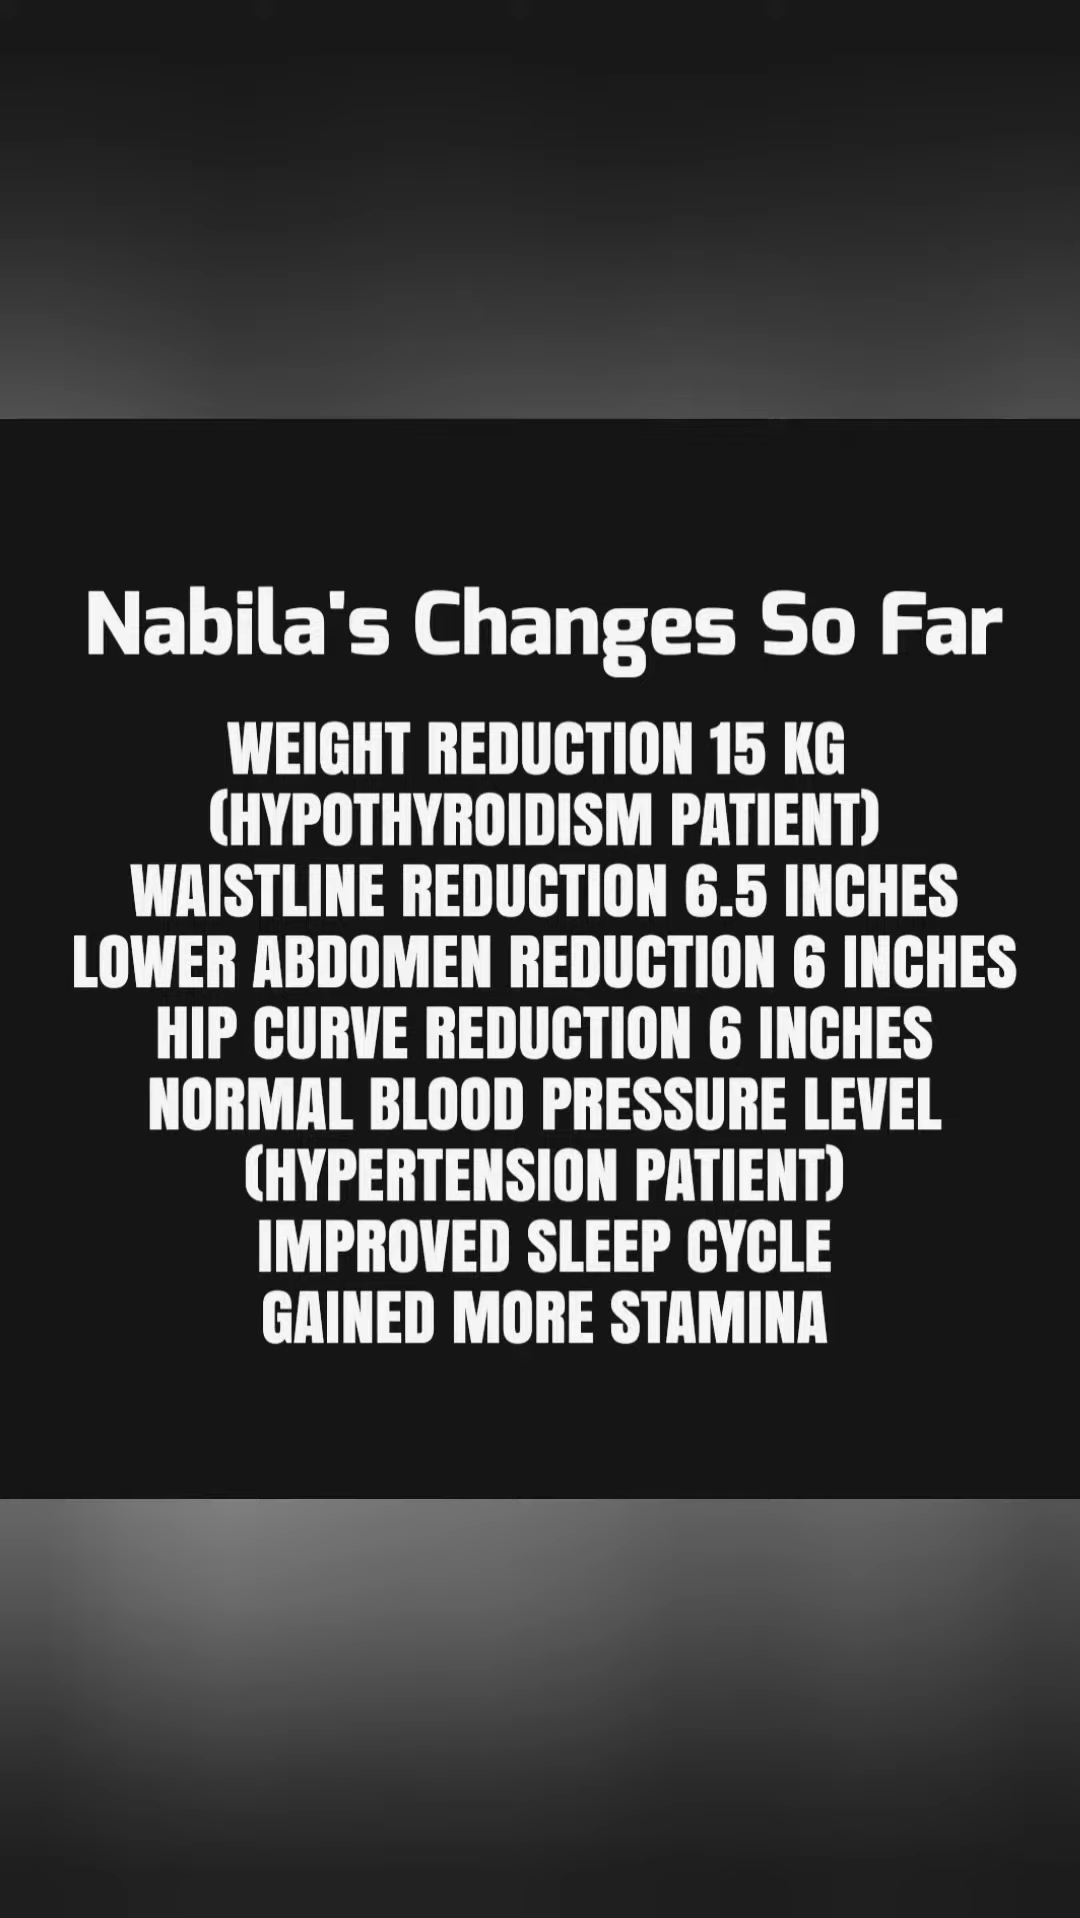 Nabila's Changes So Far
WEIGHT REDUCTION 15 KG
(HYPOTHYROIDISM PATIENT)
WAISTLINE REDUCTION 6.5 INCHES
LOWER ABDOMEN REDUCTION 6 INCHES
HIP CURVE REDUCTION 6 INCHES
NORMAL BLOOD PRESSURE LEVEL
(HYPERTENSION PATIENT)
IMPROVED SLEEP CYCLE
GAINED MORE STAMINA